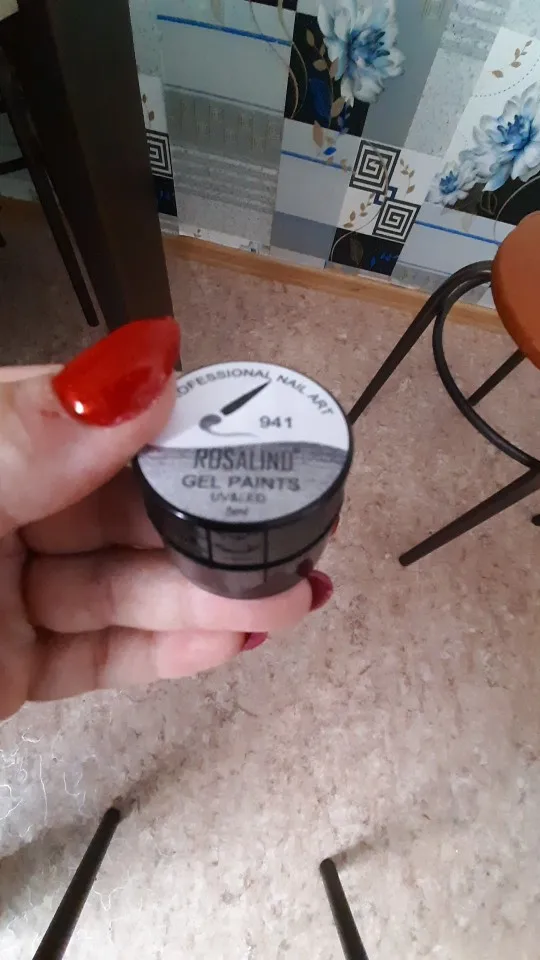 PROFESSIONAL NAIL ART
941
ROSALIND
GEL PAINTS
UV&LED
5ml